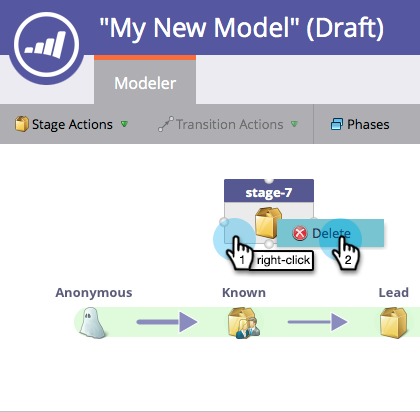 "My New Model" (Draft)
Modeler
Stage Actions Transition Actions Phases
stage-7
Delete
1 right-click 2
Anonymous Known Lead